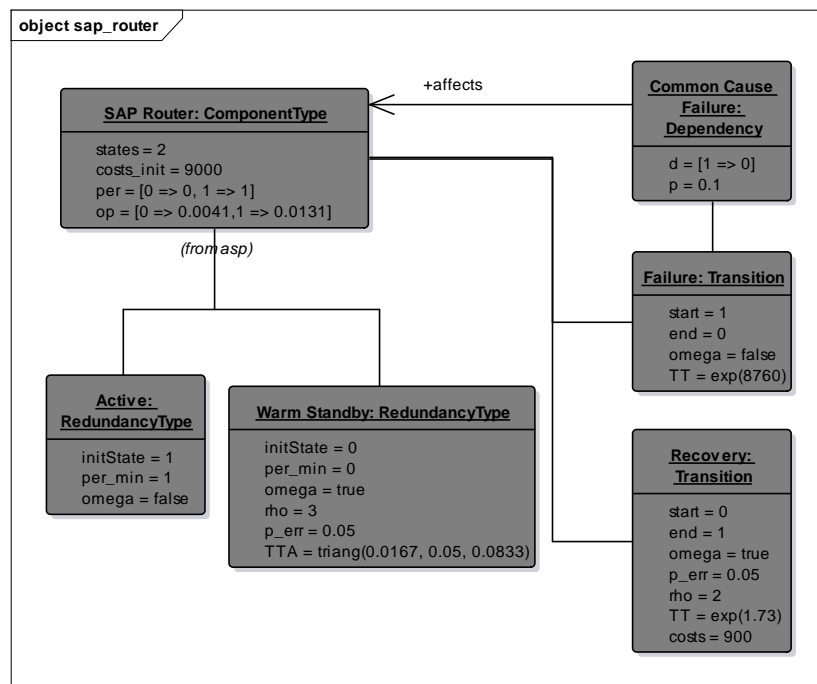 object sap_router
+affects
SAP Router: ComponentType
states = 2
costs_init = 9000
per = [0 => 0, 1 => 1]
op = [0 => 0.0041,1 => 0.0131]
(from asp)
Common Cause
Failure:
Dependency
d = [1 => 0]
p = 0.1
Failure: Transition
start = 1
end = 0
omega = false
TT = exp(8760)
Active:
RedundancyType
initState = 1
per_min = 1
omega = false
Warm Standby: RedundancyType
initState = 0
per_min = 0
omega = true
rho = 3
p_err = 0.05
TTA = triang(0.0167, 0.05, 0.0833)
Recovery:
Transition
start = 0
end = 1
omega = true
p_err = 0.05
rho = 2
TT = exp(1.73)
costs = 900